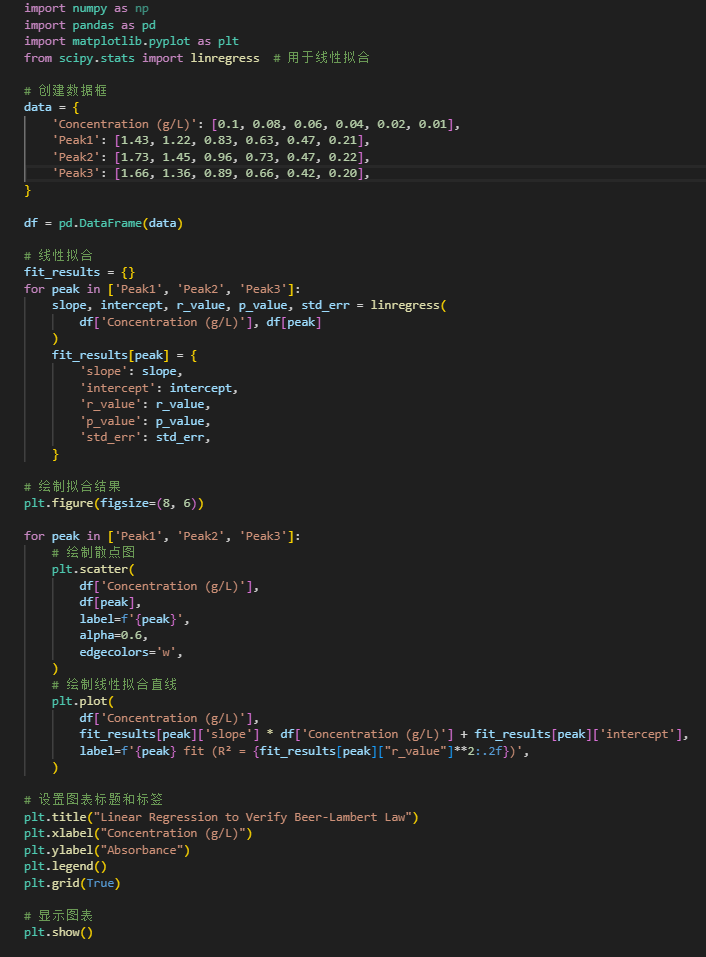 import numpy as np
import pandas as pd
import matplotlib.pyplot as plt
from scipy.stats import linregress  # 用于线性拟合

# 创建数据框
data = {
    'Concentration (g/L)': [0.1, 0.08, 0.06, 0.04, 0.02, 0.01],
    'Peak1': [1.43, 1.22, 0.83, 0.63, 0.47, 0.21],
    'Peak2': [1.73, 1.45, 0.96, 0.73, 0.47, 0.22],
    'Peak3': [1.66, 1.36, 0.89, 0.66, 0.42, 0.20],
}

df = pd.DataFrame(data)

# 线性拟合
fit_results = {}
for peak in ['Peak1', 'Peak2', 'Peak3']:
    slope, intercept, r_value, p_value, std_err = linregress(
        df['Concentration (g/L)'], df[peak]
    )
    fit_results[peak] = {
        'slope': slope,
        'intercept': intercept,
        'r_value': r_value,
        'p_value': p_value,
        'std_err': std_err,
    }

# 绘制拟合结果
plt.figure(figsize=(8, 6))

for peak in ['Peak1', 'Peak2', 'Peak3']:
    # 绘制散点图
    plt.scatter(
        df['Concentration (g/L)'],
        df[peak],
        label=f'{peak}',
        alpha=0.6,
        edgecolors='w',
    )
    # 绘制线性拟合直线
    plt.plot(
        df['Concentration (g/L)'],
        fit_results[peak]['slope'] * df['Concentration (g/L)'] + fit_results[peak]['intercept'],
        label=f'{peak} fit (R² = {fit_results[peak]["r_value"]**2:.2f})',
    )

# 设置图表标题和标签
plt.title("Linear Regression to Verify Beer-Lambert Law")
plt.xlabel("Concentration (g/L)")
plt.ylabel("Absorbance")
plt.legend()
plt.grid(True)

# 显示图表
plt.show()